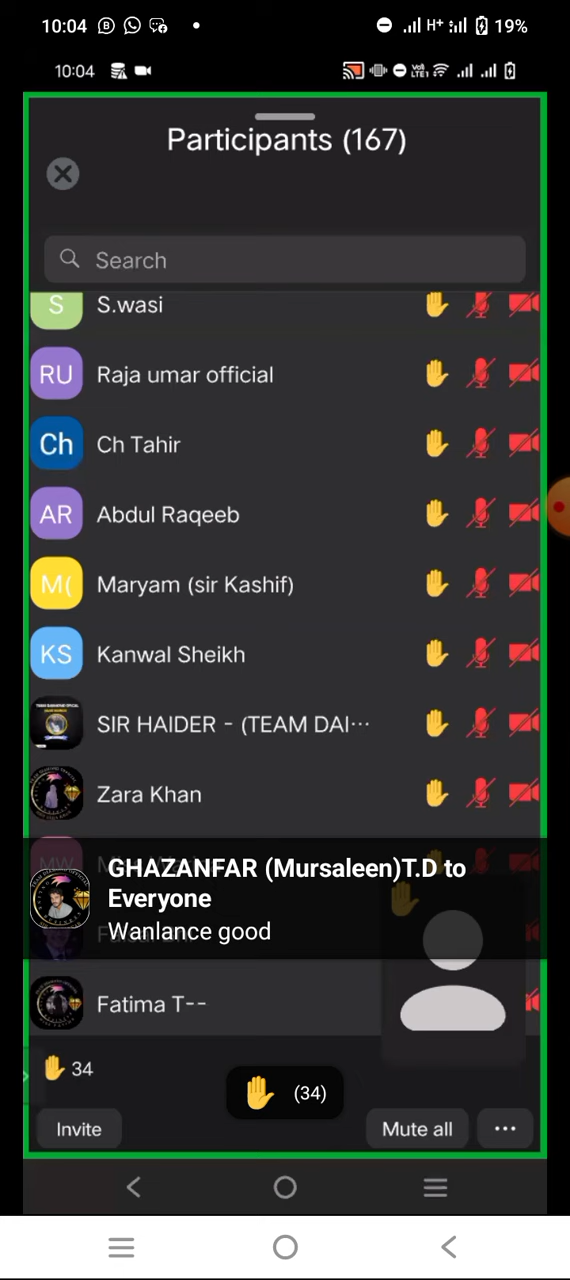 10:04 19%
10:04
Participants (167)
Search
S S.wasi
RU Raja umar official
Ch Ch Tahir
AR Abdul Raqeeb
M( Maryam (sir Kashif)
KS Kanwal Sheikh
SIR HAIDER - (TEAM DAI···
Zara Khan
MW
GHAZANFAR (Mursaleen)T.D to
Everyone
Wanlance good
Fatima T--
34
(34)
Invite Mute all